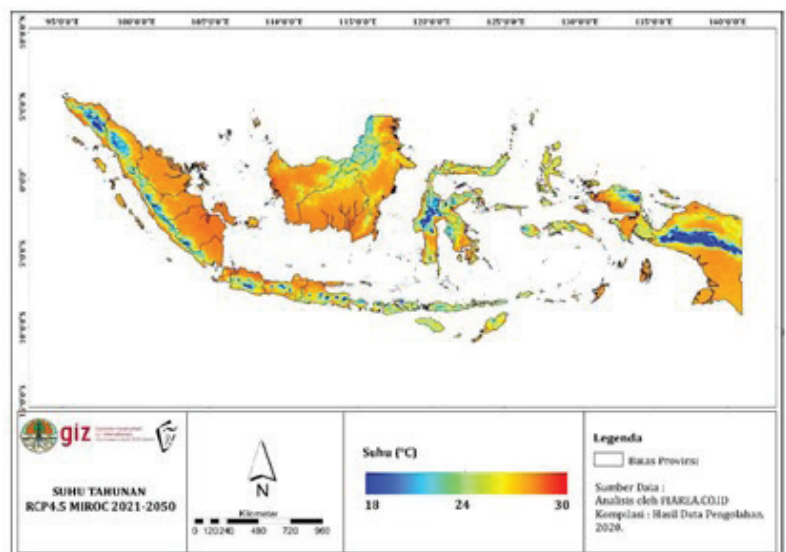 95°0'0"E 100°0'0"E 105°0'0"E 110°0'0"E 115°0'0"E 120°0'0"E 125°0'0"E 130°0'0"E 135°0'0"E 140°0'0"E
giz
SUHU TAHUNAN
RCP4.5 MIROC 2021-2050
N
Kilometer
0 120 240 480 720 960
Suhu (°C)
18 24 30
Legenda
Batas Provinsi
Sumber Data :
Analisis oleh PIAREA.CO.ID
Kompilasi : Hasil Data Pengolahan,
2020.